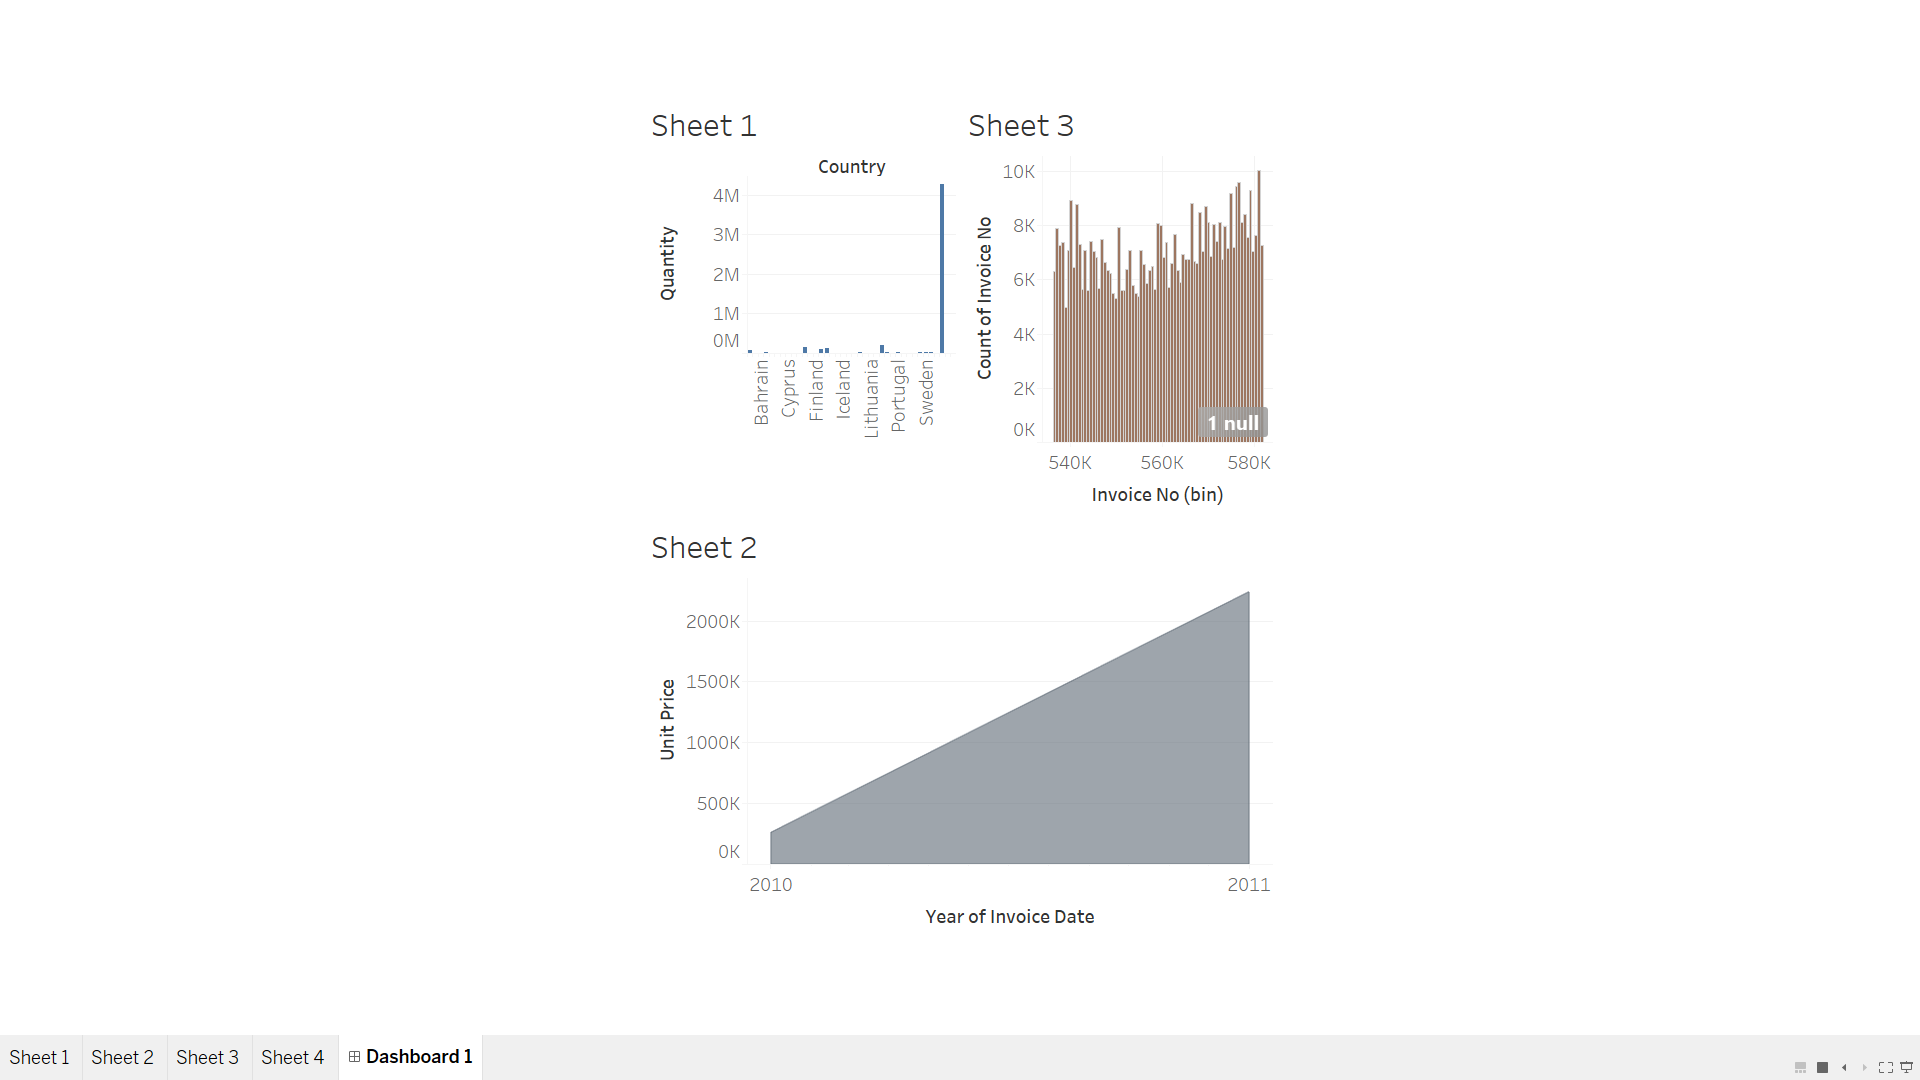 Sheet 1
Country
Quantity
4M
3M
2M
1M
0M
Bahrain
Cyprus
Finland
Iceland
Lithuania
Portugal
Sweden
Sheet 3
Count of Invoice No
10K
8K
6K
4K
2K
0K
1 null
540K 560K 580K
Invoice No (bin)
Sheet 2
Unit Price
2000K
1500K
1000K
500K
0K
2010 2011
Year of Invoice Date
Sheet 1 Sheet 2 Sheet 3 Sheet 4 Dashboard 1